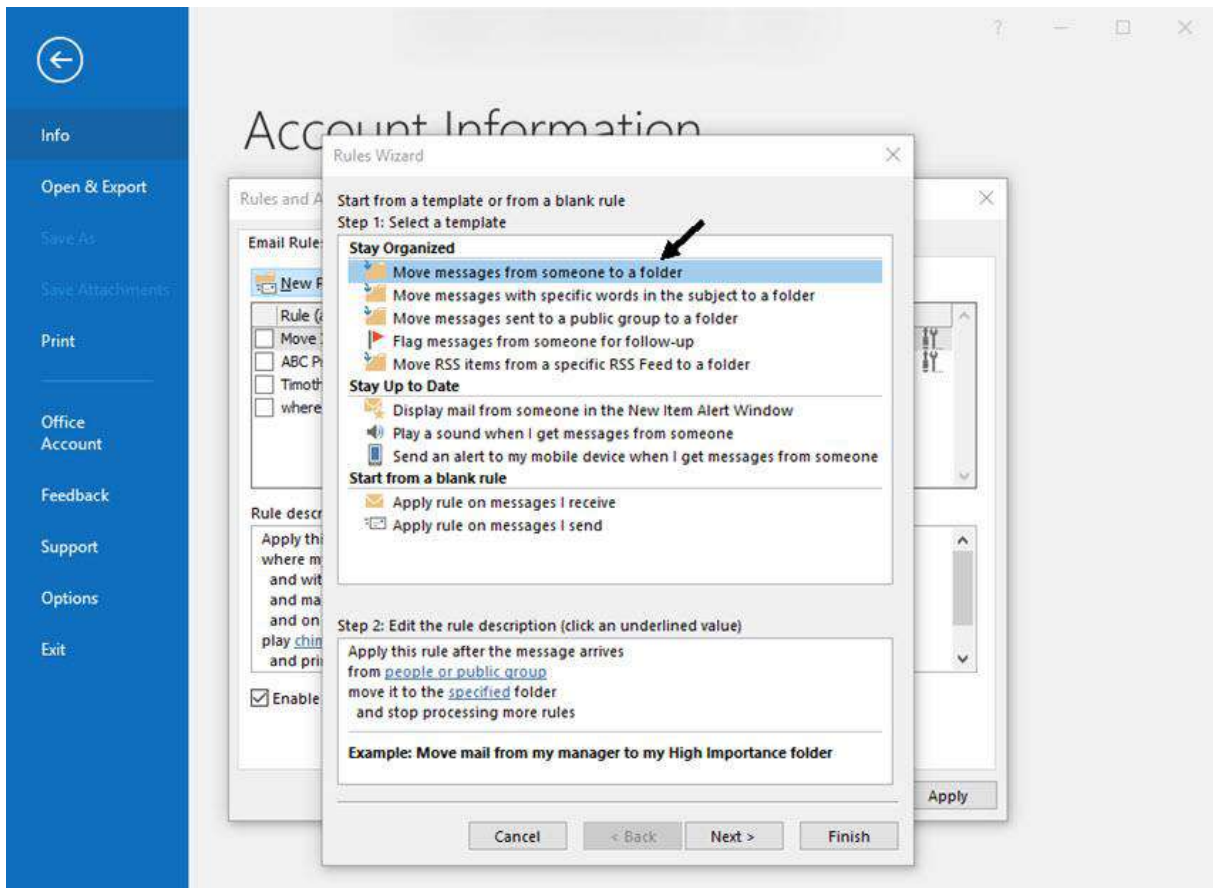 ?
Info
Open & Export
Save As
Save Attachments
Print
Office
Account
Feedback
Support
Options
Exit
Account Information
Rules and A
Email Rule
New
Rule (a
Move
ABC
Timoth
where
Rule descr
Apply thi
where m
and wit
and ma
and on
play chin
and pri
Enable
Apply
Rules Wizard
Start from a template or from a blank rule
Step 1: Select a template
Stay Organized
Move messages from someone to a folder
Move messages with specific words in the subject to a folder
Move messages sent to a public group to a folder
Flag messages from someone for follow-up
Move RSS items from a specific RSS Feed to a folder
Stay Up to Date
Display mail from someone in the New Item Alert Window
Play a sound when I get messages from someone
Send an alert to my mobile device when I get messages from someone
Start from a blank rule
Apply rule on messages I receive
Apply rule on messages I send
Step 2: Edit the rule description (click an underlined value)
Apply this rule after the message arrives
from people or public group
move it to the specified folder
and stop processing more rules
Example: Move mail from my manager to my High Importance folder
Cancel
< Back
Next >
Finish